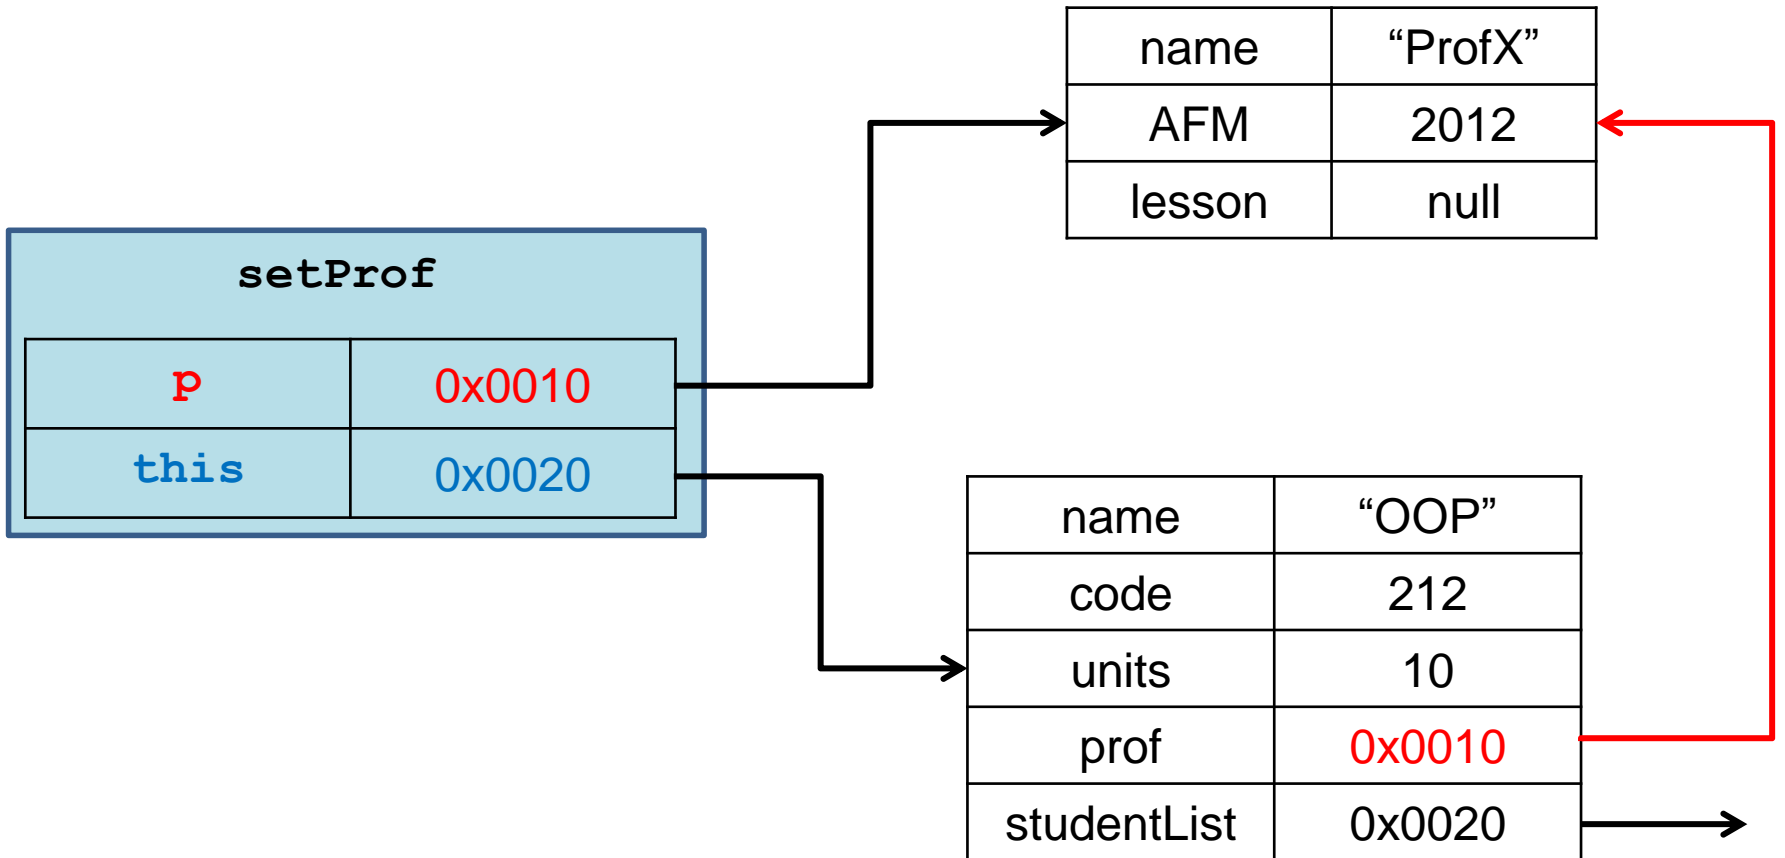 name “ProfX”
AFM 2012
lesson null
setProf
p 0x0010
this 0x0020
name “OOP”
code 212
units 10
prof 0x0010
studentList 0x0020